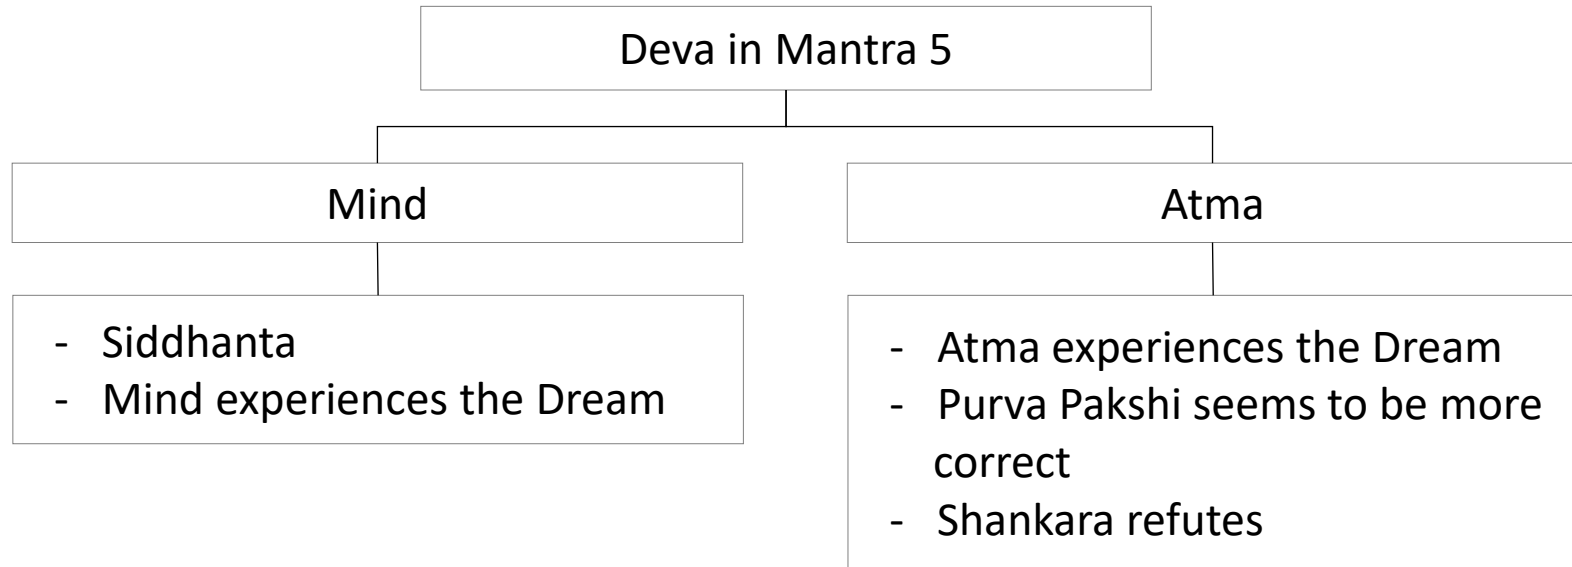 Deva in Mantra 5
Mind
Atma
- Siddhanta
- Mind experiences the Dream
- Atma experiences the Dream
- Purva Pakshi seems to be more
correct
- Shankara refutes